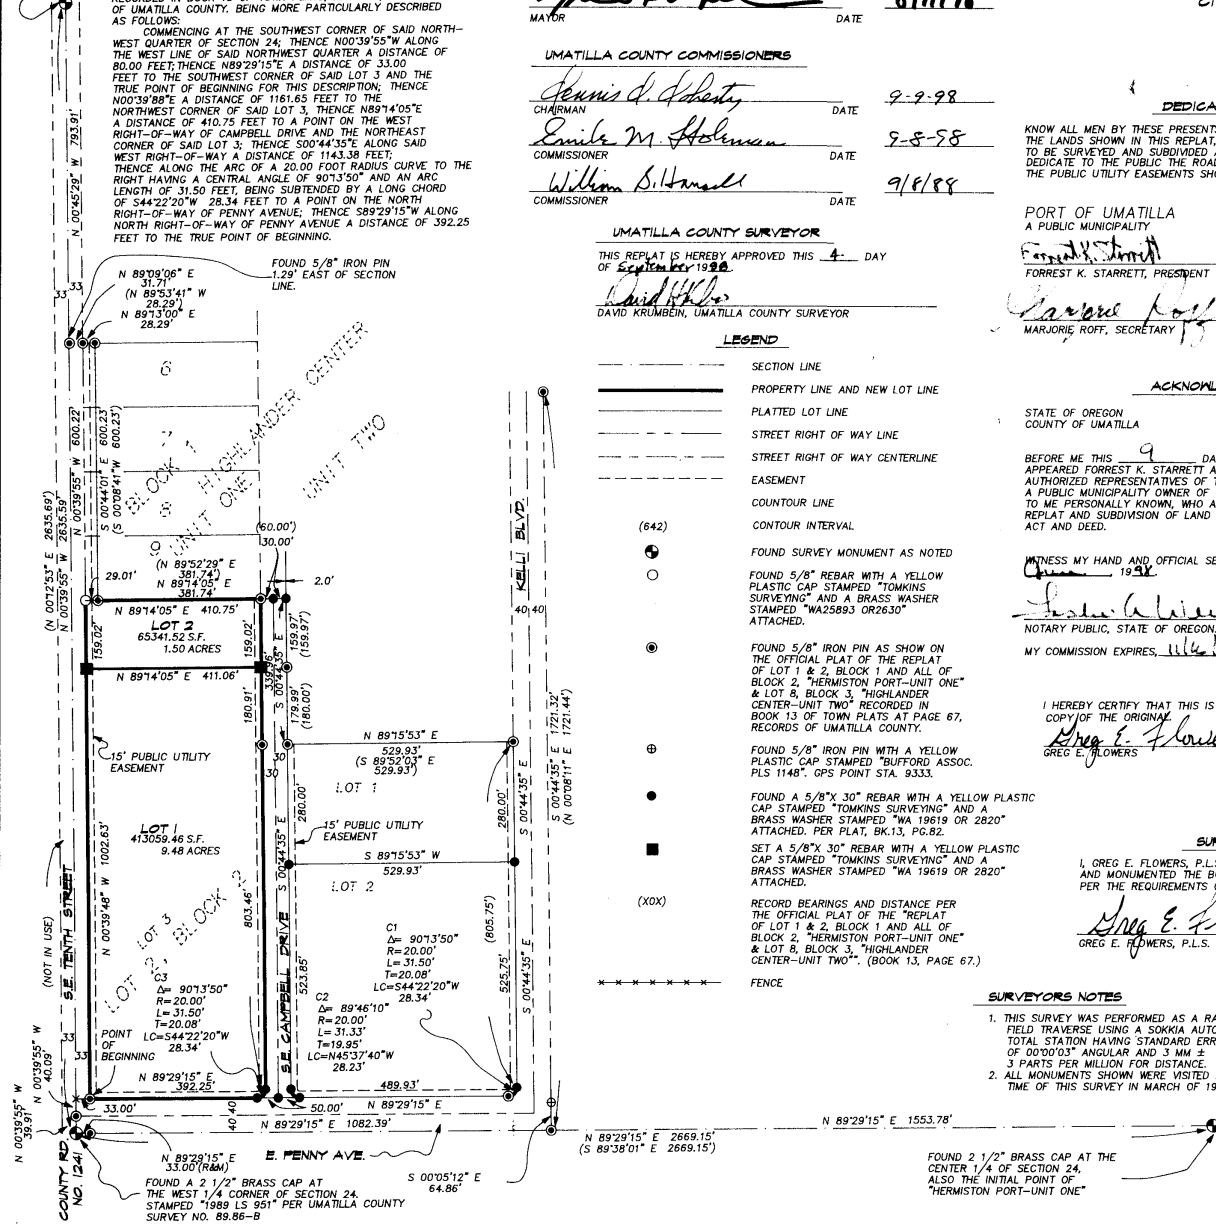 OF UMATILLA COUNTY. BEING MORE PARTICULARLY DESCRIBED
AS FOLLOWS:
COMMENCING AT THE SOUTHWEST CORNER OF SAID NORTH-
WEST QUARTER OF SECTION 24; THENCE N00°39'55"W ALONG
THE WEST LINE OF SAID NORTHWEST QUARTER A DISTANCE OF
80.00 FEET; THENCE N89°29'15"E A DISTANCE OF 33.00
FEET TO THE SOUTHWEST CORNER OF SAID LOT 3 AND THE
TRUE POINT OF BEGINNING FOR THIS DESCRIPTION; THENCE
N00°39'88"E A DISTANCE OF 1161.65 FEET TO THE
NORTHWEST CORNER OF SAID LOT 3, THENCE N89°14'05"E
A DISTANCE OF 410.75 FEET TO A POINT ON THE WEST
RIGHT-OF-WAY OF CAMPBELL DRIVE AND THE NORTHEAST
CORNER OF SAID LOT 3; THENCE S00°44'35"E ALONG SAID
WEST RIGHT-OF-WAY A DISTANCE OF 1143.38 FEET;
THENCE ALONG THE ARC OF A 20.00 FOOT RADIUS CURVE TO THE
RIGHT HAVING A CENTRAL ANGLE OF 90°13'50" AND AN ARC
LENGTH OF 31.50 FEET, BEING SUBTENDED BY A LONG CHORD
OF S44°22'20"W 28.34 FEET TO A POINT ON THE NORTH
RIGHT-OF-WAY OF PENNY AVENUE; THENCE S89°29'15"W ALONG
NORTH RIGHT-OF-WAY OF PENNY AVENUE A DISTANCE OF 392.25
FEET TO THE TRUE POINT OF BEGINNING.
MAYOR DATE
UMATILLA COUNTY COMMISSIONERS
Dennis D. Doherty 9-9-98
CHAIRMAN DATE
Emile M. Holeman 9-8-98
COMMISSIONER DATE
William S. Hansell 9/8/98
COMMISSIONER DATE
UMATILLA COUNTY SURVEYOR
THIS REPLAT IS HEREBY APPROVED THIS 4 DAY
OF September 1998.
DAVID KRUMBEIN, UMATILLA COUNTY SURVEYOR
DEDICA
KNOW ALL MEN BY THESE PRESENTS
THE LANDS SHOWN IN THIS REPLAT,
TO BE SURVEYED AND SUBDIVIDED
DEDICATE TO THE PUBLIC THE ROAD
THE PUBLIC UTILITY EASEMENTS SHO
PORT OF UMATILLA
A PUBLIC MUNICIPALITY
Forrest K. Starrett
FORREST K. STARRETT, PRESIDENT
Marjorie Roff
MARJORIE ROFF, SECRETARY
ACKNOWL
STATE OF OREGON
COUNTY OF UMATILLA
BEFORE ME THIS 9 DA
APPEARED FORREST K. STARRETT A
AUTHORIZED REPRESENTATIVES OF
A PUBLIC MUNICIPALITY OWNER OF
TO ME PERSONALLY KNOWN, WHO A
REPLAT AND SUBDIVISION OF LAND
ACT AND DEED.
WITNESS MY HAND AND OFFICIAL SE
June 1998.
NOTARY PUBLIC, STATE OF OREGON.
MY COMMISSION EXPIRES,
I HEREBY CERTIFY THAT THIS IS
COPY OF THE ORIGINAL.
Greg E. Flowe
GREG E. FLOWERS
SUR
I, GREG E. FLOWERS, P.L.S
AND MONUMENTED THE BO
PER THE REQUIREMENTS
Greg E. F
GREG E. FLOWERS, P.L.S.
SURVEYORS NOTES
1. THIS SURVEY WAS PERFORMED AS A RA
FIELD TRAVERSE USING A SOKKIA AUTO
TOTAL STATION HAVING STANDARD ERR
OF 00°00'03" ANGULAR AND 3 MM ±
3 PARTS PER MILLION FOR DISTANCE.
2. ALL MONUMENTS SHOWN WERE VISITED
TIME OF THIS SURVEY IN MARCH OF 19
LEGEND
SECTION LINE
PROPERTY LINE AND NEW LOT LINE
PLATTED LOT LINE
STREET RIGHT OF WAY LINE
STREET RIGHT OF WAY CENTERLINE
EASEMENT
COUNTOUR LINE
(642) CONTOUR INTERVAL
FOUND SURVEY MONUMENT AS NOTED
FOUND 5/8" REBAR WITH A YELLOW
PLASTIC CAP STAMPED "TOMKINS
SURVEYING" AND A BRASS WASHER
STAMPED "WA25893 OR2630"
ATTACHED.
FOUND 5/8" IRON PIN AS SHOW ON
THE OFFICIAL PLAT OF THE REPLAT
OF LOT 1 & 2, BLOCK 1 AND ALL OF
BLOCK 2, "HERMISTON PORT-UNIT ONE"
& LOT 8, BLOCK 3, "HIGHLANDER
CENTER-UNIT TWO" RECORDED IN
BOOK 13 OF TOWN PLATS AT PAGE 67,
RECORDS OF UMATILLA COUNTY.
FOUND 5/8" IRON PIN WITH A YELLOW
PLASTIC CAP STAMPED "BUFFORD ASSOC.
PLS 1148". GPS POINT STA. 9333.
FOUND A 5/8"X 30" REBAR WITH A YELLOW PLASTIC
CAP STAMPED "TOMKINS SURVEYING" AND A
BRASS WASHER STAMPED "WA 19619 OR 2820"
ATTACHED. PER PLAT, BK.13, PG.82.
SET A 5/8"X 30" REBAR WITH A YELLOW PLASTIC
CAP STAMPED "TOMKINS SURVEYING" AND A
BRASS WASHER STAMPED "WA 19619 OR 2820"
ATTACHED.
(X0X) RECORD BEARINGS AND DISTANCE PER
THE OFFICIAL PLAT OF THE "REPLAT
OF LOT 1 & 2, BLOCK 1 AND ALL OF
BLOCK 2, "HERMISTON PORT-UNIT ONE"
& LOT 8, BLOCK 3, "HIGHLANDER
CENTER-UNIT TWO"". (BOOK 13, PAGE 67.)
FENCE
N 00°45'29" W 793.91'
FOUND 5/8" IRON PIN
1.29' EAST OF SECTION
LINE.
N 89°09'06" E
31.71'
(N 89°53'41" W
28.29')
N 89°13'00" E
28.29'
33
33
6
7
8
9
BLOCK 1
HIGHLANDER CENTER
UNIT ONE
UNIT TWO
(N 00°12'53" E 2635.69')
N 00°39'55" W 2635.59'
N 00°39'55" W 600.22'
S 00°44'01" E 600.23
(S 00°08'41"W 600.23')
(60.00')
30.00'
2.0'
29.01'
(N 89°52'29" E
381.74')
N 89°14'05" E
381.74'
N 89°14'05" E 410.75'
LOT 2
65341.52 S.F.
1.50 ACRES
159.02'
159.02'
159.97'
(159.97')
N 89°14'05" E 411.06'
339.96'
S 00°44'35" E
179.99'
(180.00')
180.91'
30
30
15' PUBLIC UTILITY
EASEMENT
LOT 1
413059.46 S.F.
9.48 ACRES
N 00°39'48" W 1002.63'
803.46'
LOT 3
LOT 2, BLOCK 2
C3
Δ= 90°13'50"
R= 20.00'
L= 31.50'
T=20.08'
LC=S44°22'20"W
28.34'
POINT
OF
BEGINNING
N 89°29'15" E
392.25'
33.00'
S.E. TENTH STREET
(NOT IN USE)
S.E. CAMPBELL DRIVE
S 00°44'35" E
KELLI BLVD.
40 40
N 89°15'53" E
529.93'
(S 89°52'03" E
529.93')
LOT 1
280.00'
280.00'
15' PUBLIC UTILITY
EASEMENT
S 89°15'53" W
529.93'
LOT 2
523.85'
525.75'
(805.75')
S 00°44'35" E
S 00°44'35" E
S 00°44'35" E 1721.32'
(N 00°08'11" E 1721.44')
C1
Δ= 90°13'50"
R= 20.00'
L= 31.50'
T=20.08'
LC=S44°22'20"W
28.34'
C2
Δ= 89°46'10"
R=20.00'
L= 31.33'
T=19.95'
LC=N45°37'40"W
28.23'
489.93'
50.00'
N 89°29'15" E
40 40
N 89°29'15" E 1082.39'
E. PENNY AVE.
N 00°39'55" W
40.09'
N 00°39'55" W
39.91'
33
33
COUNTY RD.
NO. 1241
N 89°29'15" E
33.00'(R&M)
FOUND A 2 1/2" BRASS CAP AT
THE WEST 1/4 CORNER OF SECTION 24.
STAMPED "1989 LS 951" PER UMATILLA COUNTY
SURVEY NO. 89.86-B
S 00°05'12" E
64.86'
N 89°29'15" E 2669.15'
(S 89°38'01" E 2669.15')
N 89°29'15" E 1553.78'
FOUND 2 1/2" BRASS CAP AT THE
CENTER 1/4 OF SECTION 24,
ALSO THE INITIAL POINT OF
"HERMISTON PORT-UNIT ONE"